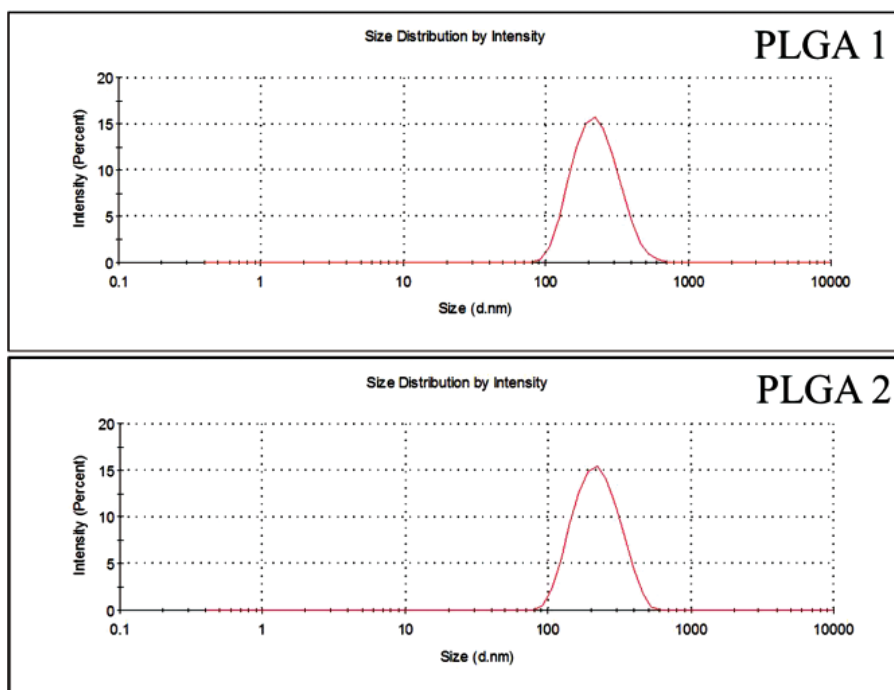 Size Distribution by Intensity
PLGA 1
20
15
10
5
0
Intensity (Percent)
0.1 1 10 100 1000 10000
Size (d.nm)
Size Distribution by Intensity
PLGA 2
20
15
10
5
0
Intensity (Percent)
0.1 1 10 100 1000 10000
Size (d.nm)